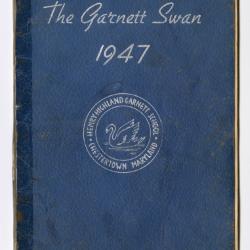 The Garnett Swan
1947
HENRY HIGHLAND GARNETT SCHOOL
CHESTERTOWN MARYLAND